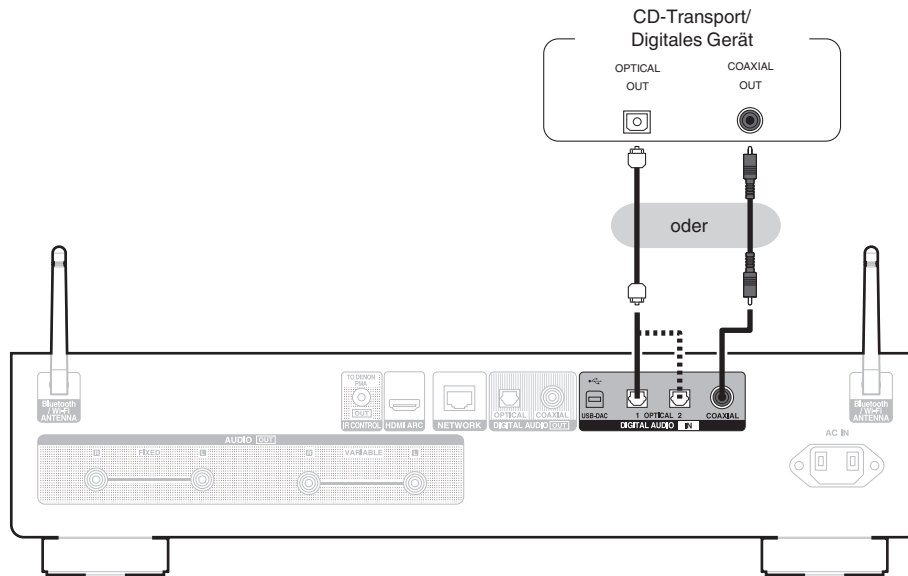 CD-Transport/
Digitales Gerät
OPTICAL
OUT
COAXIAL
OUT
oder
Bluetooth
/ Wi-Fi
ANTENNA
TO DENON
PMA
OUT
IR CONTROL
HDMI ARC
NETWORK
OPTICAL
COAXIAL
DIGITAL AUDIO OUT
USB-DAC
1 OPTICAL 2
COAXIAL
DIGITAL AUDIO IN
Bluetooth
/ Wi-Fi
ANTENNA
AUDIO OUT
R FIXED L
R VARIABLE L
AC IN